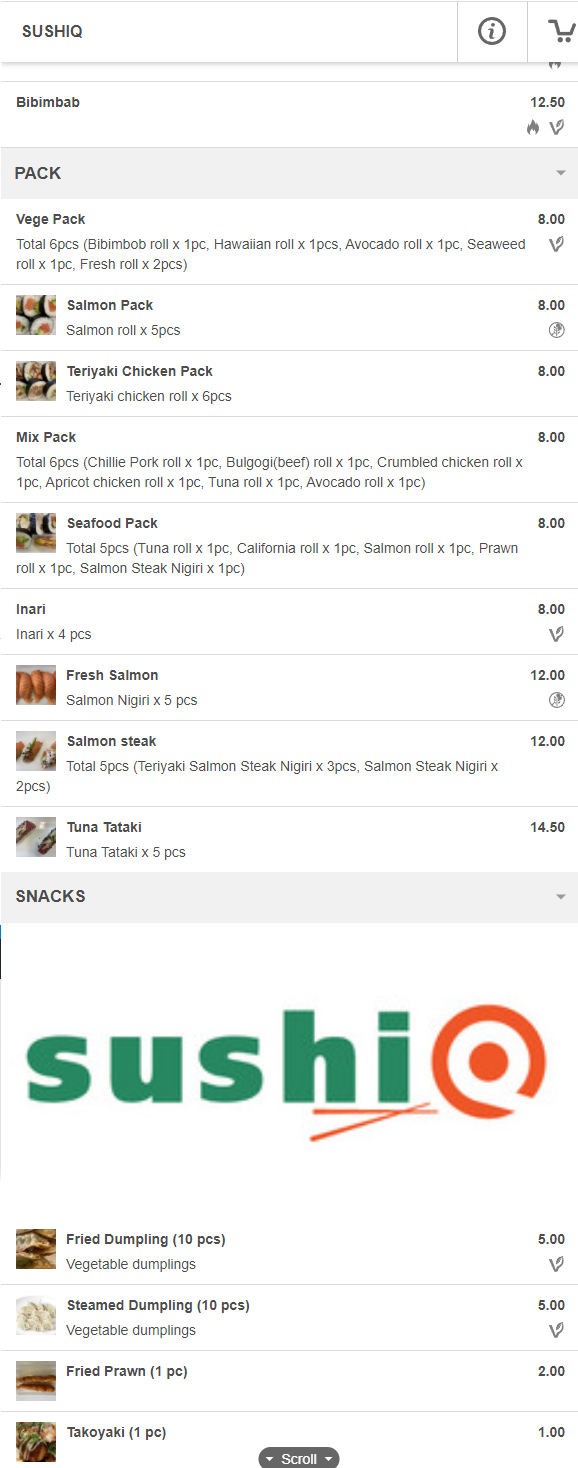 SUSHIQ
Bibimbab 12.50
PACK
Vege Pack 8.00
Total 6pcs (Bibimbob roll x 1pc, Hawaiian roll x 1pcs, Avocado roll x 1pc, Seaweed
roll x 1pc, Fresh roll x 2pcs)
Salmon Pack 8.00
Salmon roll x 5pcs
Teriyaki Chicken Pack 8.00
Teriyaki chicken roll x 6pcs
Mix Pack 8.00
Total 6pcs (Chillie Pork roll x 1pc, Bulgogi(beef) roll x 1pc, Crumbled chicken roll x
1pc, Apricot chicken roll x 1pc, Tuna roll x 1pc, Avocado roll x 1pc)
Seafood Pack 8.00
Total 5pcs (Tuna roll x 1pc, California roll x 1pc, Salmon roll x 1pc, Prawn
roll x 1pc, Salmon Steak Nigiri x 1pc)
Inari 8.00
Inari x 4 pcs
Fresh Salmon 12.00
Salmon Nigiri x 5 pcs
Salmon steak 12.00
Total 5pcs (Teriyaki Salmon Steak Nigiri x 3pcs, Salmon Steak Nigiri x
2pcs)
Tuna Tataki 14.50
Tuna Tataki x 5 pcs
SNACKS
sushiQ
Fried Dumpling (10 pcs) 5.00
Vegetable dumplings
Steamed Dumpling (10 pcs) 5.00
Vegetable dumplings
Fried Prawn (1 pc) 2.00
Takoyaki (1 pc) 1.00
Scroll